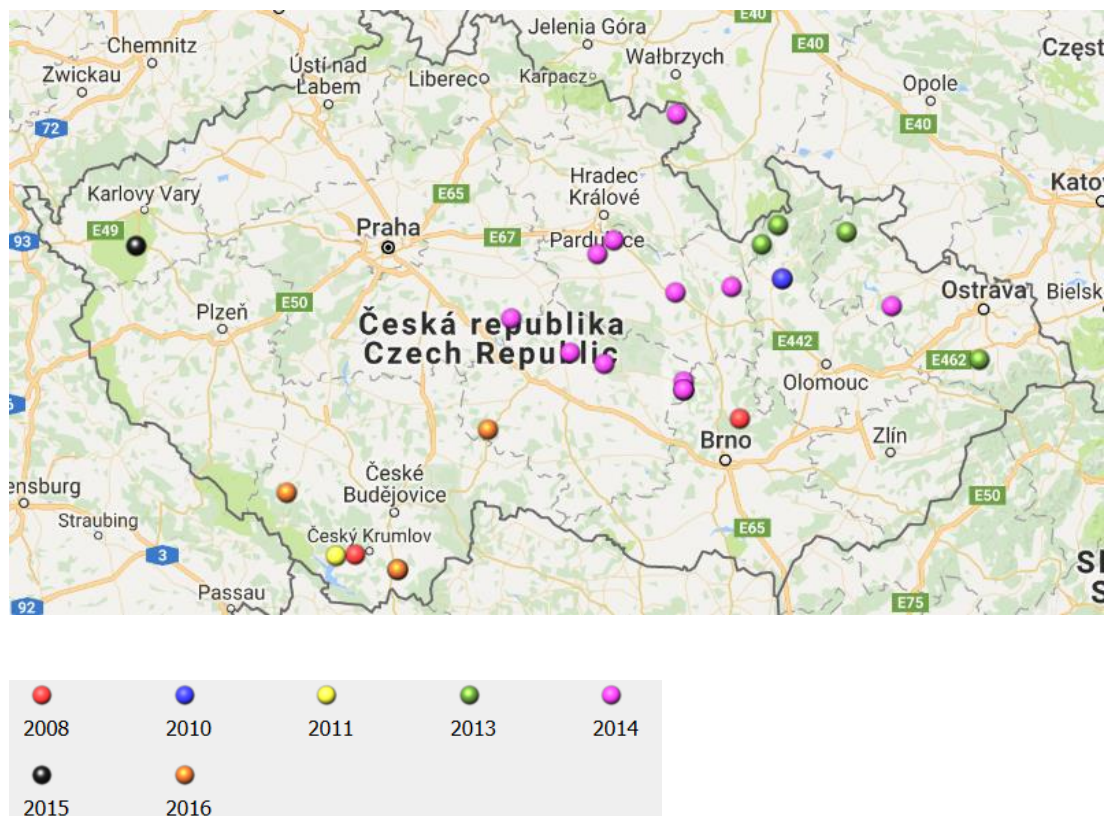 E40
Jelenia Góra
Chemnitz
E40
Częst
Ústí nad
Labem
Wałbrzych
Zwickau
Liberec
Karpacz
Opole
72
E40
Hradec
Králové
Karlovy Vary
E65
Kato
E49
Praha
93
E67
Pardubice
Plzeň
E50
Ostrava
Bielsk
Česká republika
Czech Republic
E442
E462
Olomouc
Brno
Zlín
České
Budějovice
ensburg
E50
Straubing
Český Krumlov
E65
3
Passau
92
E75
2008
2010
2011
2013
2014
2015
2016